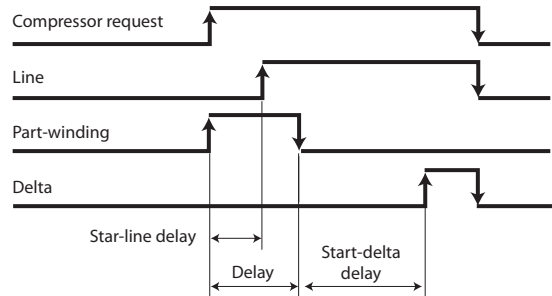 Compressor request
Line
Part-winding
Delta
Star-line delay
Delay
Start-delta
delay